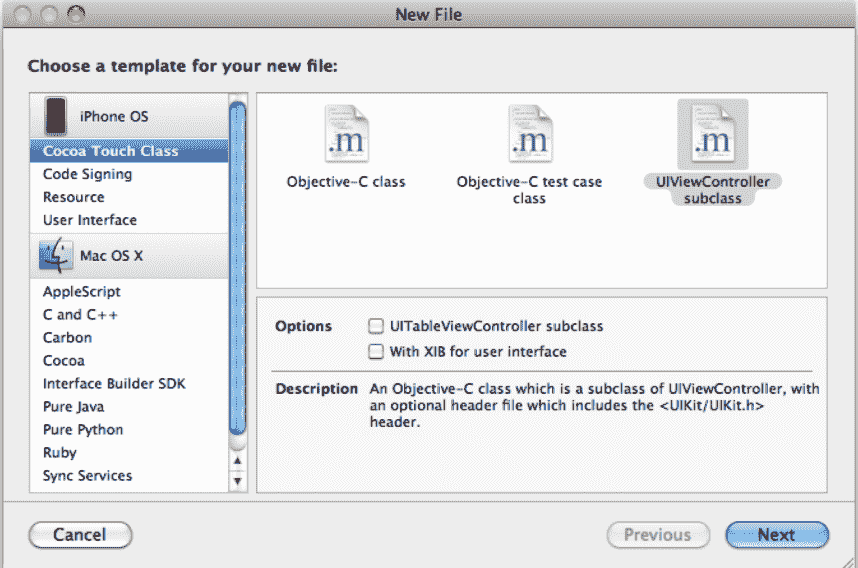 New File
Choose a template for your new file:
iPhone OS
Cocoa Touch Class
Code Signing
Resource
User Interface
Mac OS X
AppleScript
C and C++
Carbon
Cocoa
Interface Builder SDK
Pure Java
Pure Python
Ruby
Sync Services
.m
Objective-C class
.m
Objective-C test case
class
.m
UIViewController
subclass
Options
UITableViewController subclass
With XIB for user interface
Description
An Objective-C class which is a subclass of UIViewController, with
an optional header file which includes the <UIKit/UIKit.h>
header.
Cancel
Previous
Next